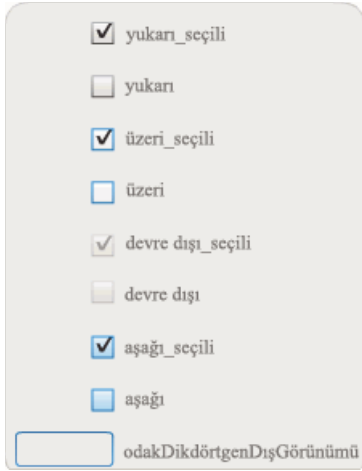 yukarı_seçili
yukarı
üzeri_seçili
üzeri
devre dışı_seçili
devre dışı
aşağı_seçili
aşağı
odakDikdörtgenDışGörünümü